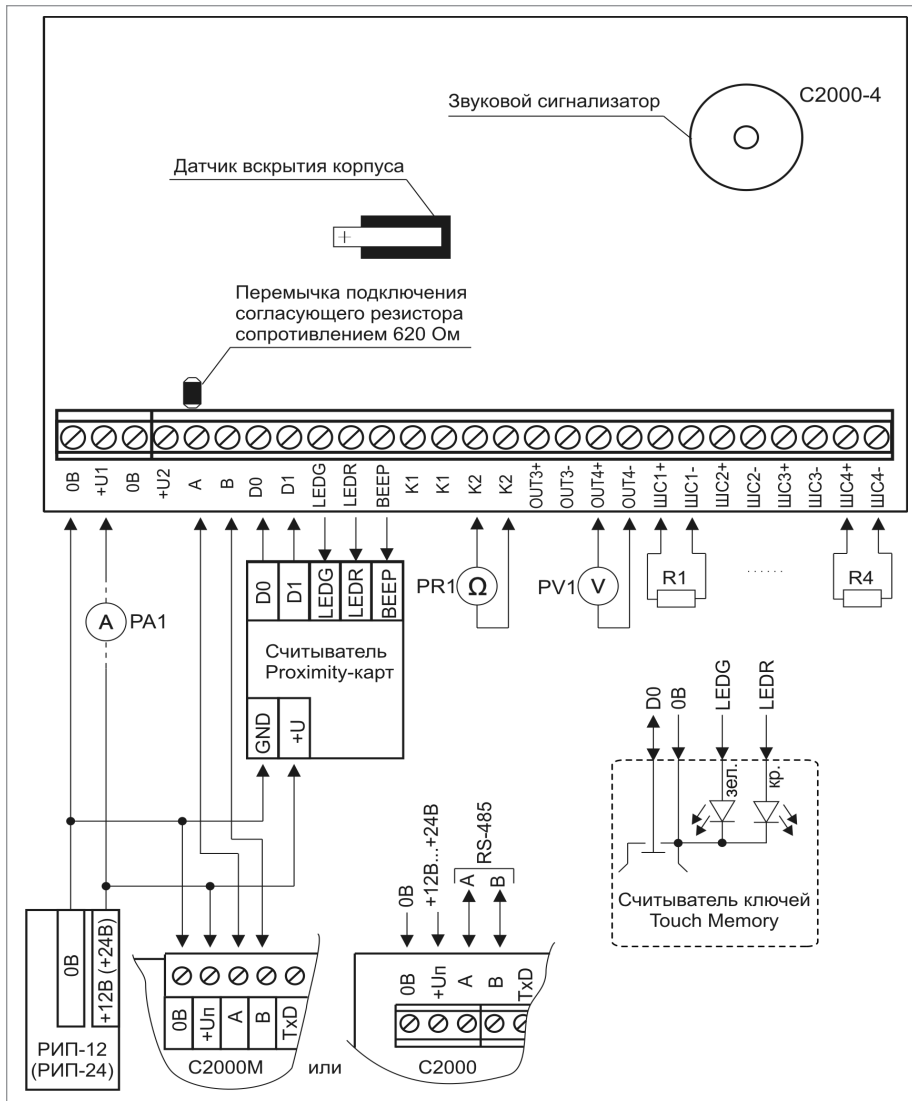 Звуковой сигнализатор
С2000-4
Датчик вскрытия корпуса
Перемычка подключения
согласующего резистора
сопротивлением 620 Ом
0В
+U1
0В
+U2
A
B
D0
D1
LEDG
LEDR
BEEP
K1
K1
K2
K2
OUT3+
OUT3-
OUT4+
OUT4-
ШС1+
ШС1-
ШС2+
ШС2-
ШС3+
ШС3-
ШС4+
ШС4-
A
PA1
D0
D1
LEDG
LEDR
BEEP
Считыватель
Proximity-карт
GND
+U
PR1
Ω
PV1
V
R1
......
R4
D0
0В
LEDG
LEDR
зел.
кр.
Считыватель ключей
Touch Memory
0В
+12В...+24В
RS-485
A
B
0В
+12В (+24В)
РИП-12
(РИП-24)
0В
+Uп
A
B
TxD
С2000М
или
0В
+Uп
A
B
TxD
С2000